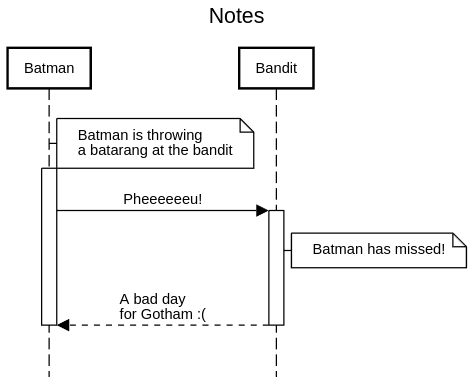 Notes
Batman
Bandit
Batman is throwing
a batarang at the bandit
Pheeeeeeu!
Batman has missed!
A bad day
for Gotham :(